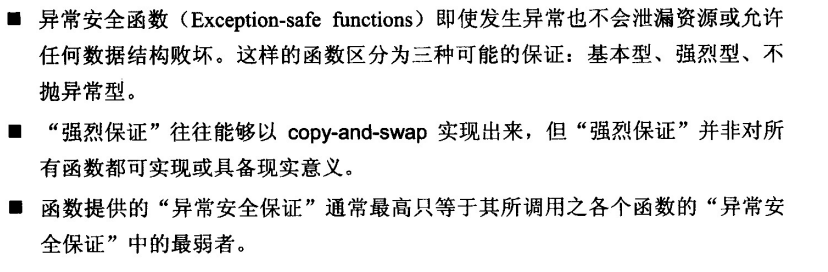 ■ 异常安全函数（Exception-safe functions）即使发生异常也不会泄漏资源或允许
任何数据结构败坏。这样的函数区分为三种可能的保证：基本型、强烈型、不
抛异常型。
■ “强烈保证”往往能够以 copy-and-swap 实现出来，但“强烈保证”并非对所
有函数都可实现或具备现实意义。
■ 函数提供的“异常安全保证”通常最高只等于其所调用之各个函数的“异常安
全保证”中的最弱者。